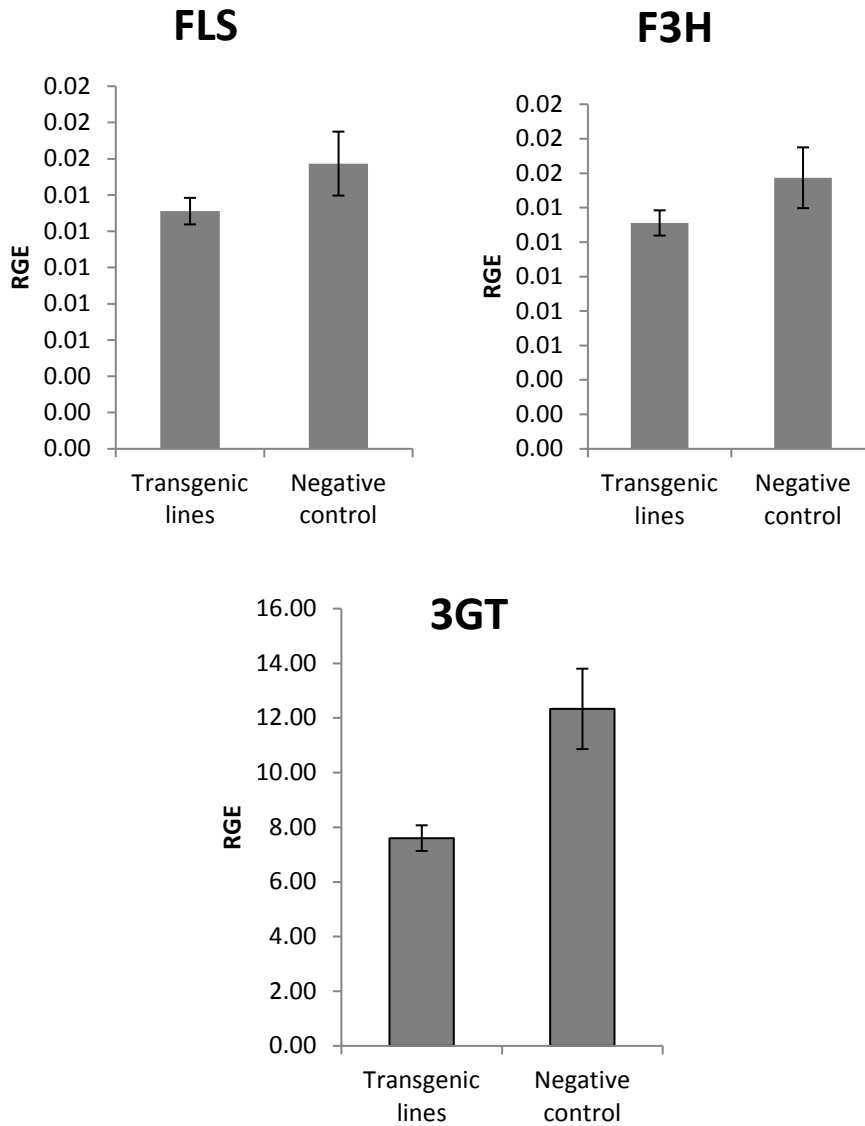 FLS
0.02
0.02
0.02
0.01
0.01
0.01
0.01
0.01
0.00
0.00
0.00
RGE
Transgenic
lines
Negative
control
F3H
0.02
0.02
0.02
0.01
0.01
0.01
0.01
0.01
0.00
0.00
0.00
RGE
Transgenic
lines
Negative
control
3GT
16.00
14.00
12.00
10.00
8.00
6.00
4.00
2.00
0.00
RGE
Transgenic
lines
Negative
control